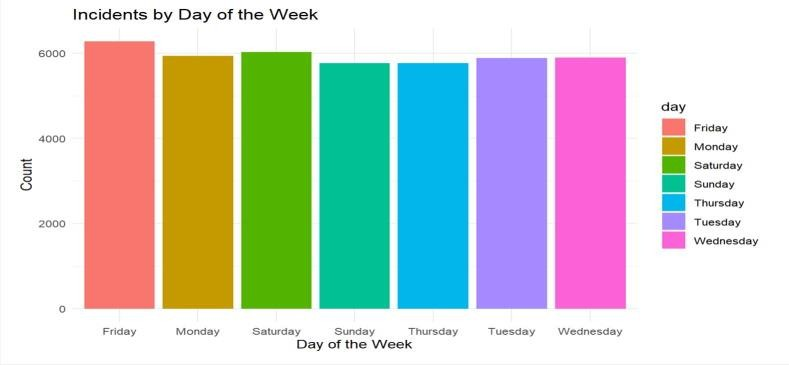 Incidents by Day of the Week
6000
4000
2000
0
Count
Friday Monday Saturday Sunday Thursday Tuesday Wednesday
Day of the Week
day
Friday
Monday
Saturday
Sunday
Thursday
Tuesday
Wednesday